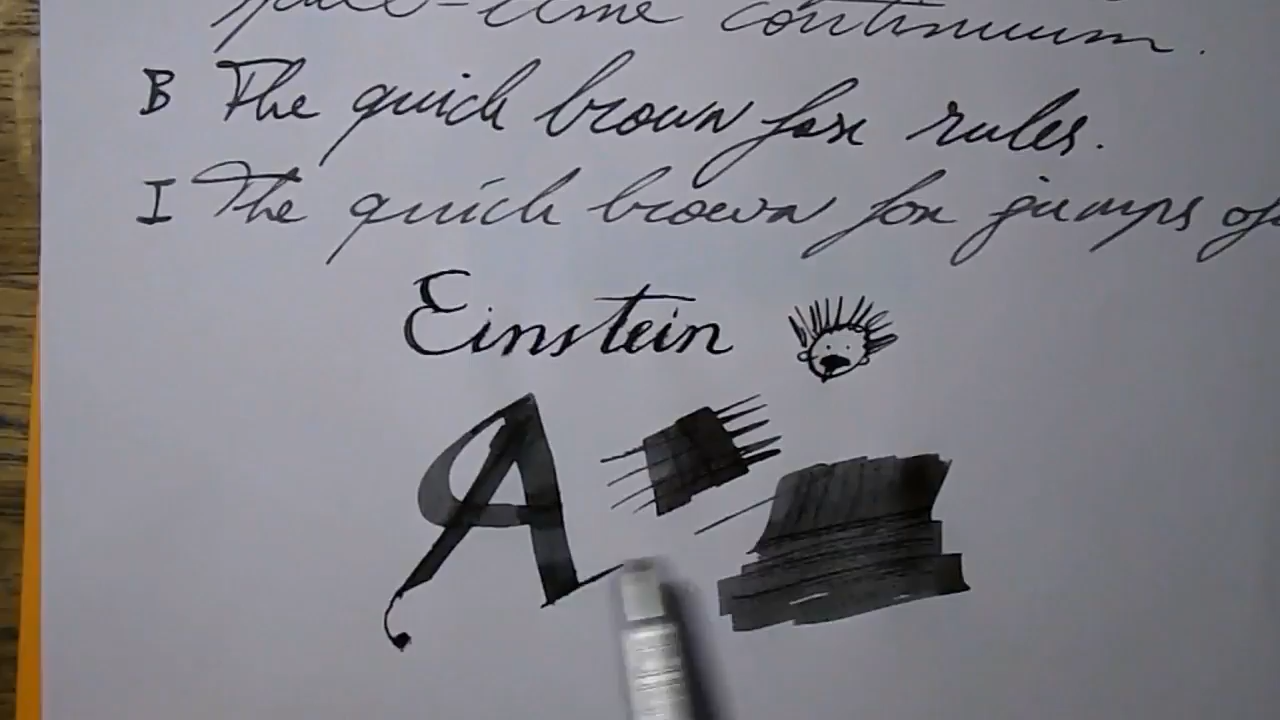 space-time continuum.
B The quick brown fox rules.
I The quick brown fox jumps
Einstein
A